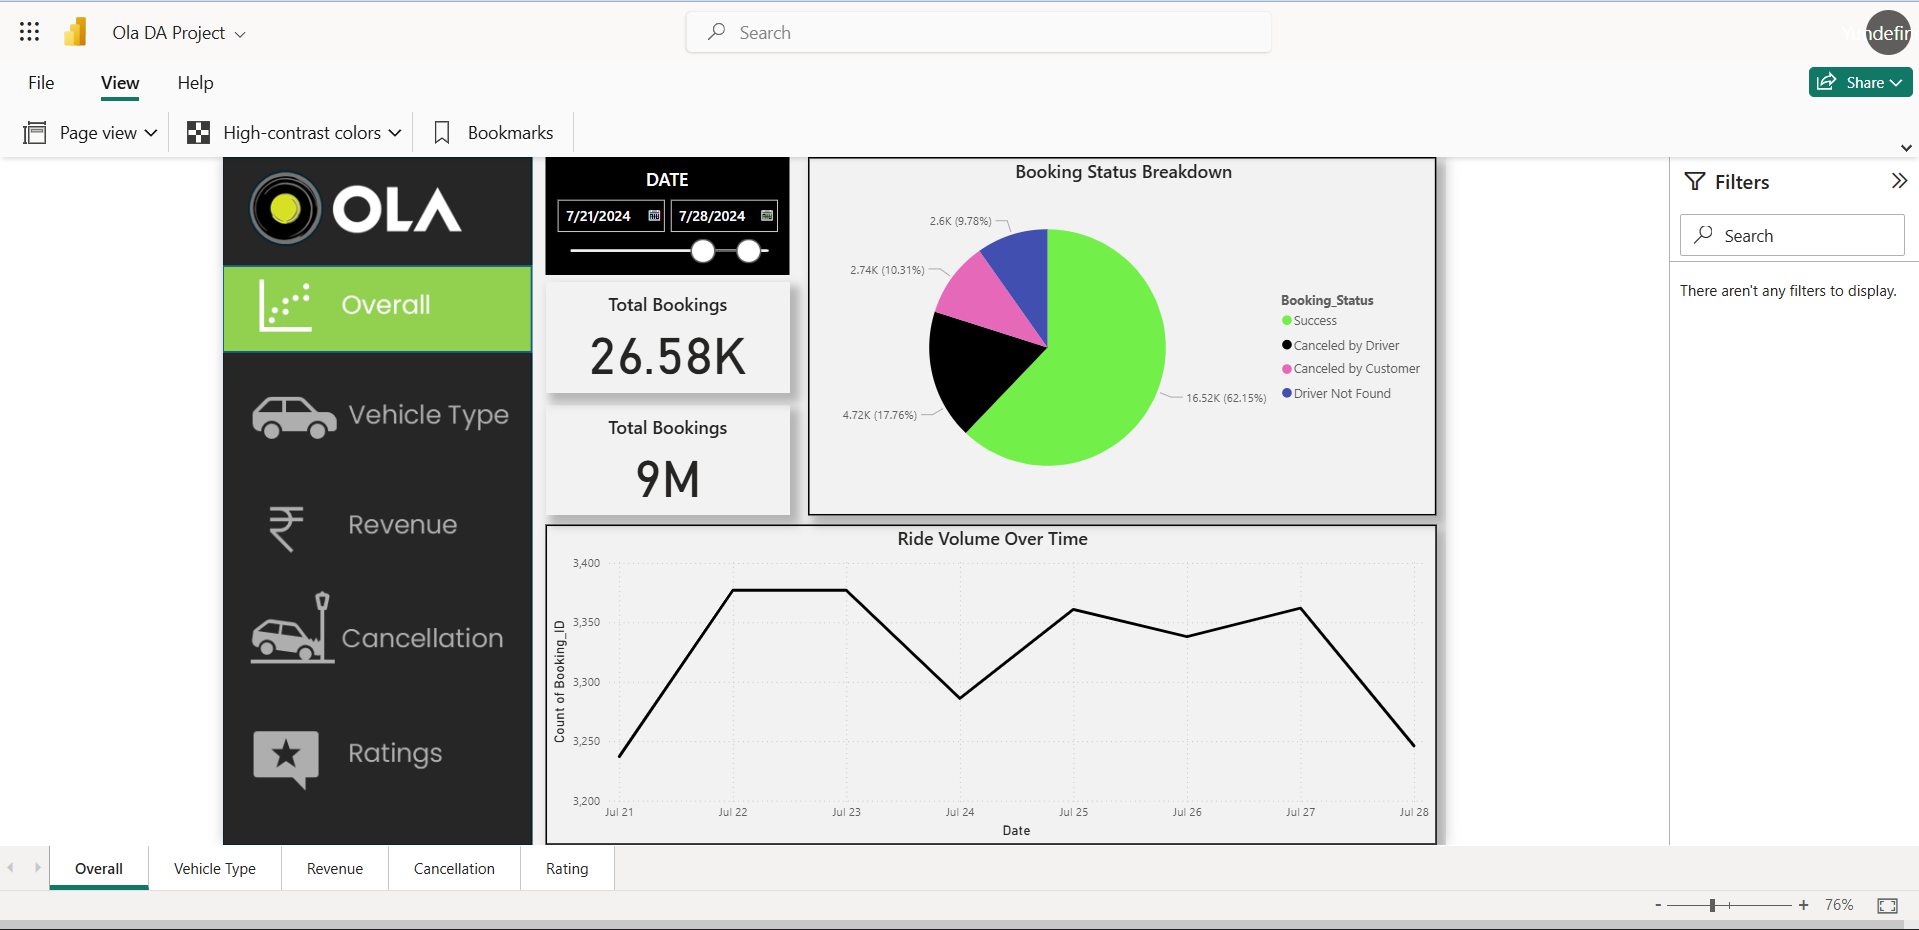 Ola DA Project
Search
File
View
Help
Share
Page view
High-contrast colors
Bookmarks
OLA
Overall
Vehicle Type
Revenue
Cancellation
Ratings
DATE
7/21/2024
7/28/2024
Total Bookings
26.58K
Total Bookings
9M
Booking Status Breakdown
2.6K (9.78%)
2.74K (10.31%)
4.72K (17.76%)
16.52K (62.15%)
Booking_Status
Success
Canceled by Driver
Canceled by Customer
Driver Not Found
Ride Volume Over Time
Count of Booking_ID
3,400
3,350
3,300
3,250
3,200
Jul 21
Jul 22
Jul 23
Jul 24
Jul 25
Jul 26
Jul 27
Jul 28
Date
Filters
Search
There aren't any filters to display.
Overall
Vehicle Type
Revenue
Cancellation
Rating
- + 76%